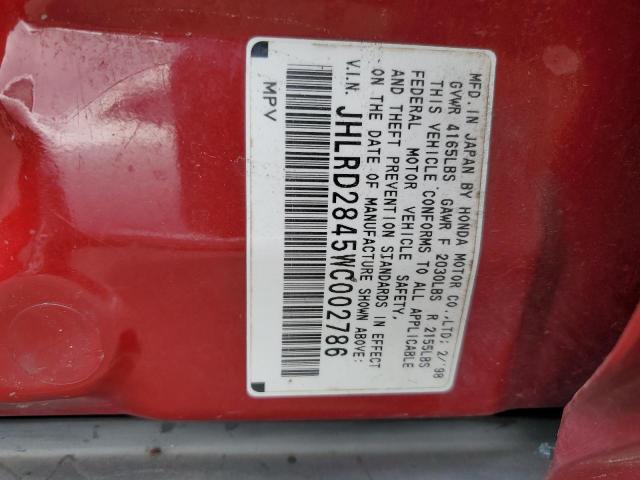 MFD. IN JAPAN BY HONDA MOTOR CO.,LTD; 2/'98
GVWR 4165LBS GAWR F 2030LBS R 2155LBS
THIS VEHICLE CONFORMS TO ALL APPLICABLE
FEDERAL MOTOR VEHICLE SAFETY,
AND THEFT PREVENTION STANDARDS IN EFFECT
ON THE DATE OF MANUFACTURE SHOWN ABOVE:
V.I.N. JHLRD2845WC002786
MPV